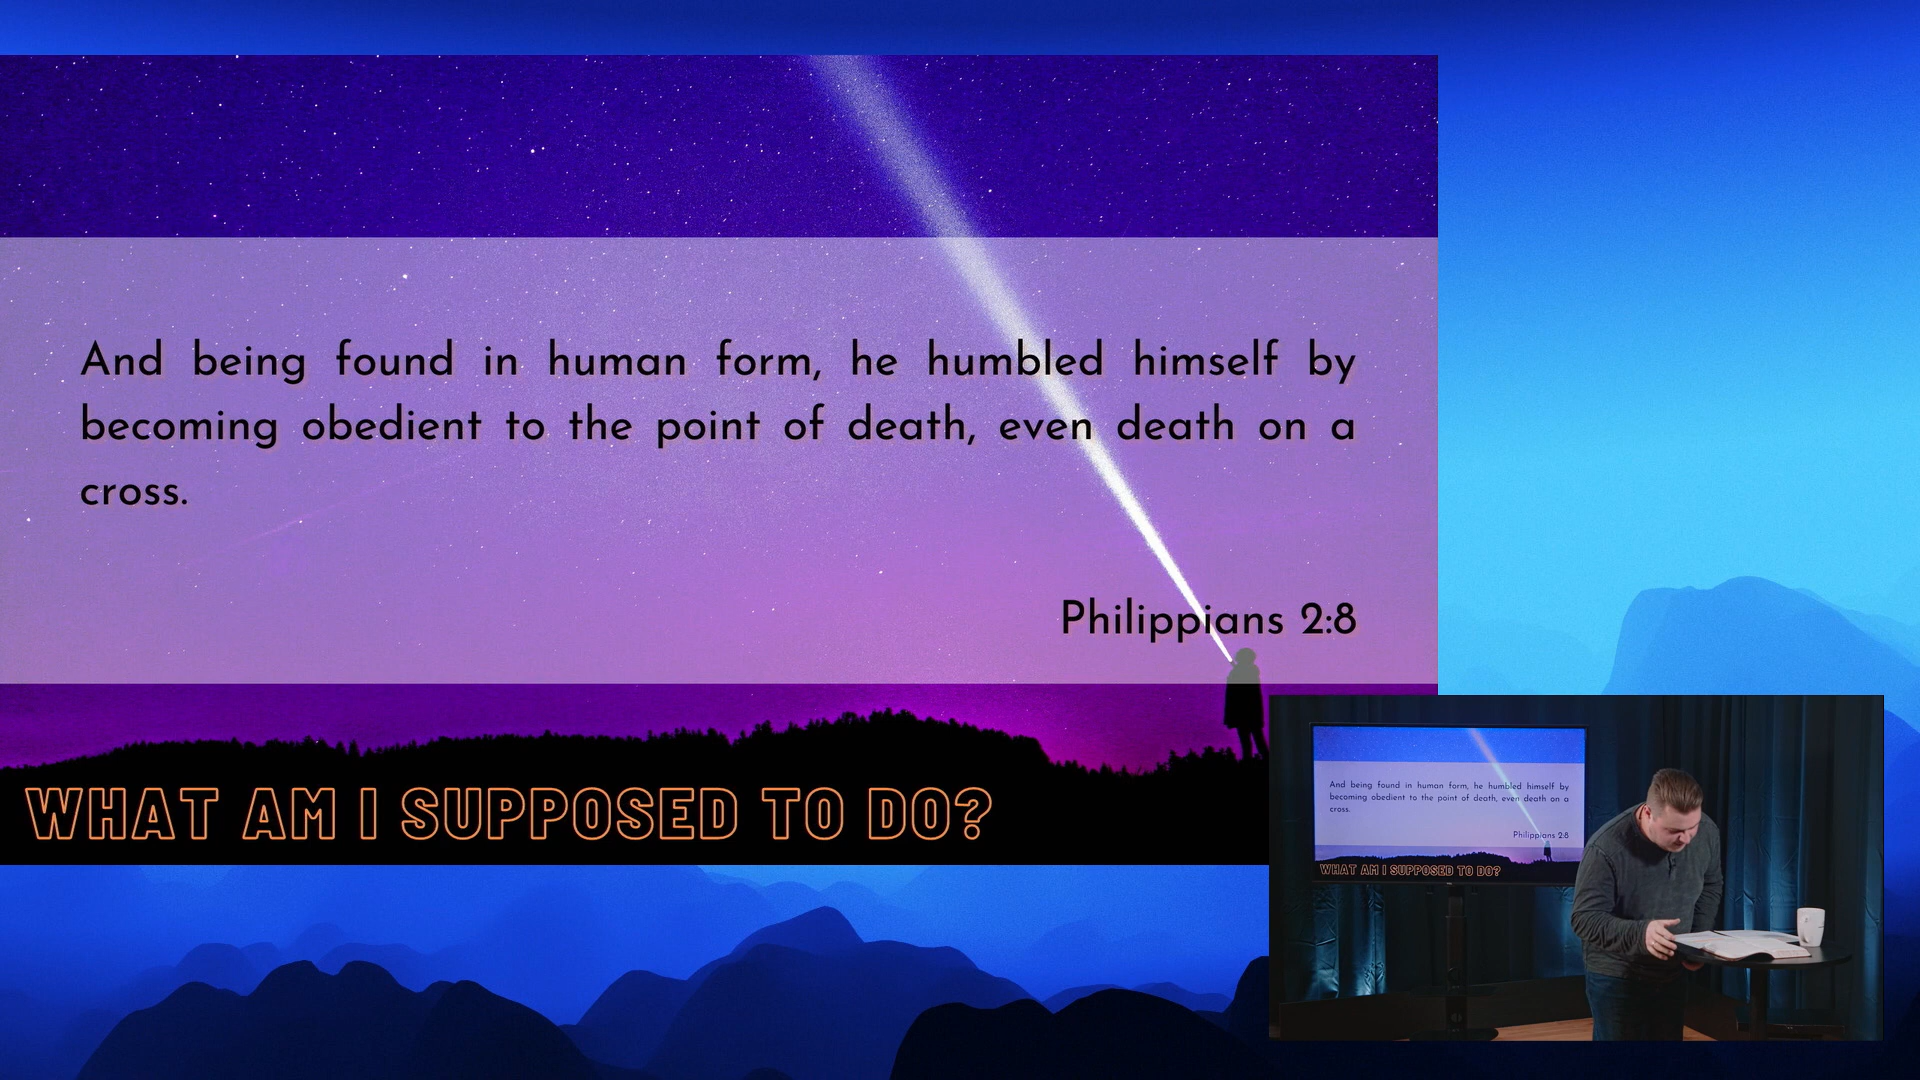 And being found in human form, he humbled himself by
becoming obedient to the point of death, even death on a
cross.
Philippians 2:8
WHAT AM I SUPPOSED TO DO?
And being found in human form, he humbled himself by
becoming obedient to the point of death, even death on a
cross.
Philippians 2:8
WHAT AM I SUPPOSED TO DO?